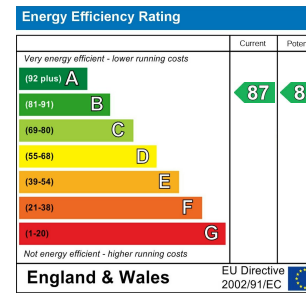 Energy Efficiency Rating
Current
Very energy efficient - lower running costs
(92 plus) A
(81-91) B
87
(69-80) C
(55-68) D
(39-54) E
(21-38) F
(1-20) G
Not energy efficient - higher running costs
England & Wales
EU Directive
2002/91/EC